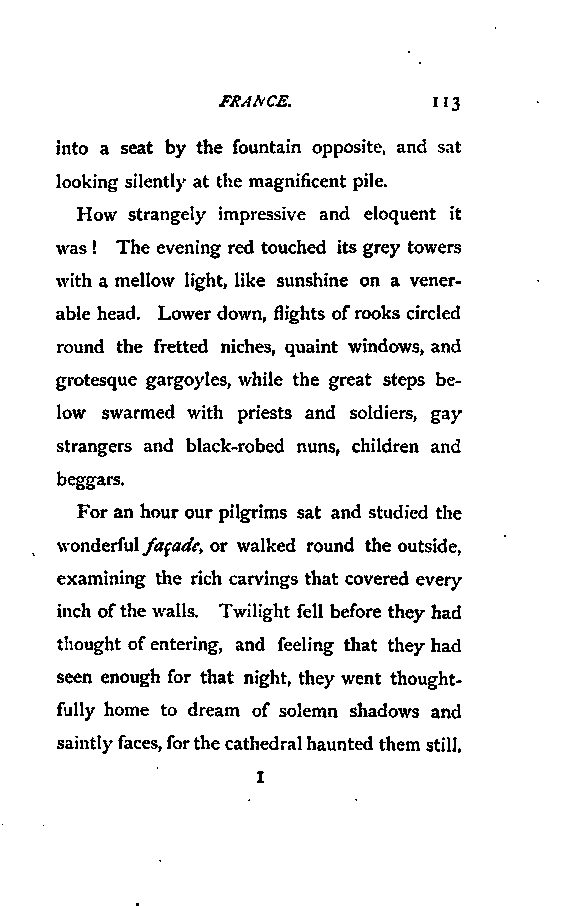 FRANCE. 113
into a seat by the fountain opposite, and sat
looking silently at the magnificent pile.
How strangely impressive and eloquent it
was! The evening red touched its grey towers
with a mellow light, like sunshine on a vener-
able head. Lower down, flights of rooks circled
round the fretted niches, quaint windows, and
grotesque gargoyles, while the great steps be-
low swarmed with priests and soldiers, gay
strangers and black-robed nuns, children and
beggars.
For an hour our pilgrims sat and studied the
wonderful façade, or walked round the outside,
examining the rich carvings that covered every
inch of the walls. Twilight fell before they had
thought of entering, and feeling that they had
seen enough for that night, they went thought-
fully home to dream of solemn shadows and
saintly faces, for the cathedral haunted them still.
I